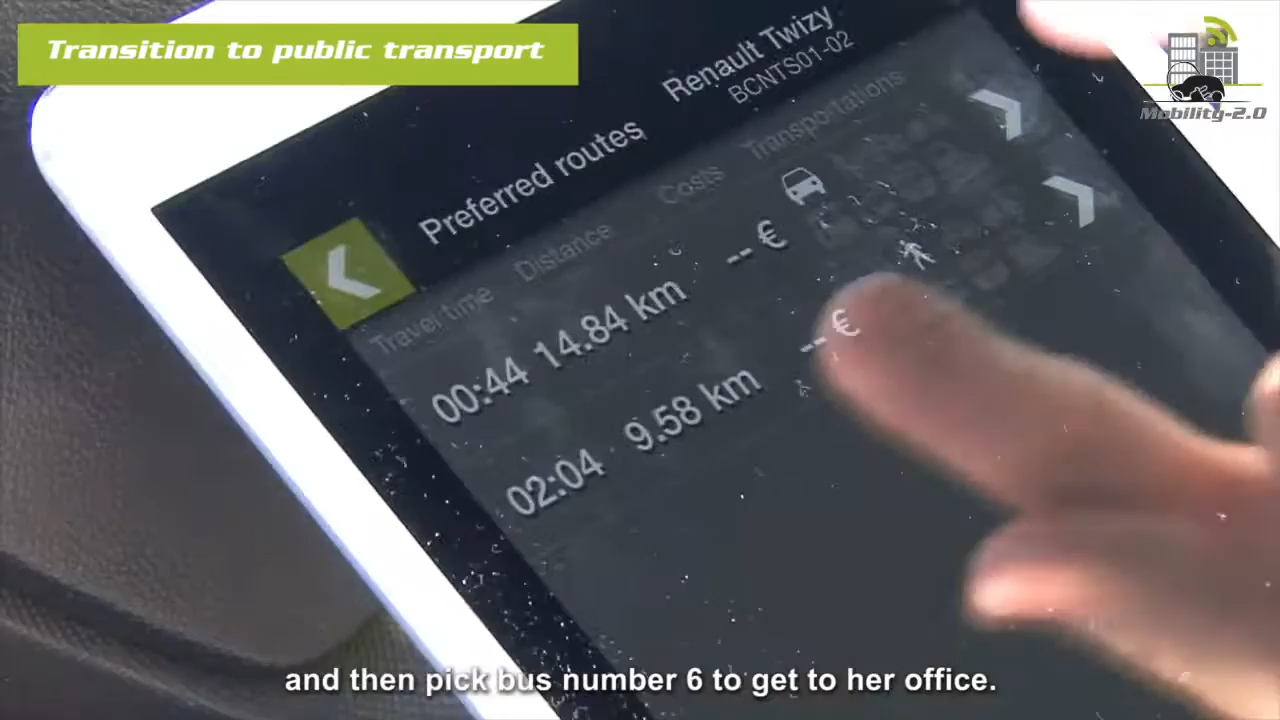 Transition to public transport
Mobility-2.0
Renault Twizy
BCNTS01-02
Preferred routes
Travel time Distance Costs Transportations
00:44 14.84 km -- €
02:04 9.58 km -- €
and then pick bus number 6 to get to her office.